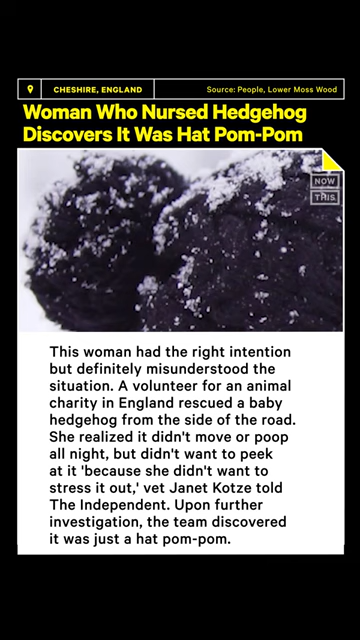 CHESHIRE, ENGLAND
Source: People, Lower Moss Wood
Woman Who Nursed Hedgehog
Discovers It Was Hat Pom-Pom
NOW
THIS
This woman had the right intention
but definitely misunderstood the
situation. A volunteer for an animal
charity in England rescued a baby
hedgehog from the side of the road.
She realized it didn't move or poop
all night, but didn't want to peek
at it 'because she didn't want to
stress it out,' vet Janet Kotze told
The Independent. Upon further
investigation, the team discovered
it was just a hat pom-pom.